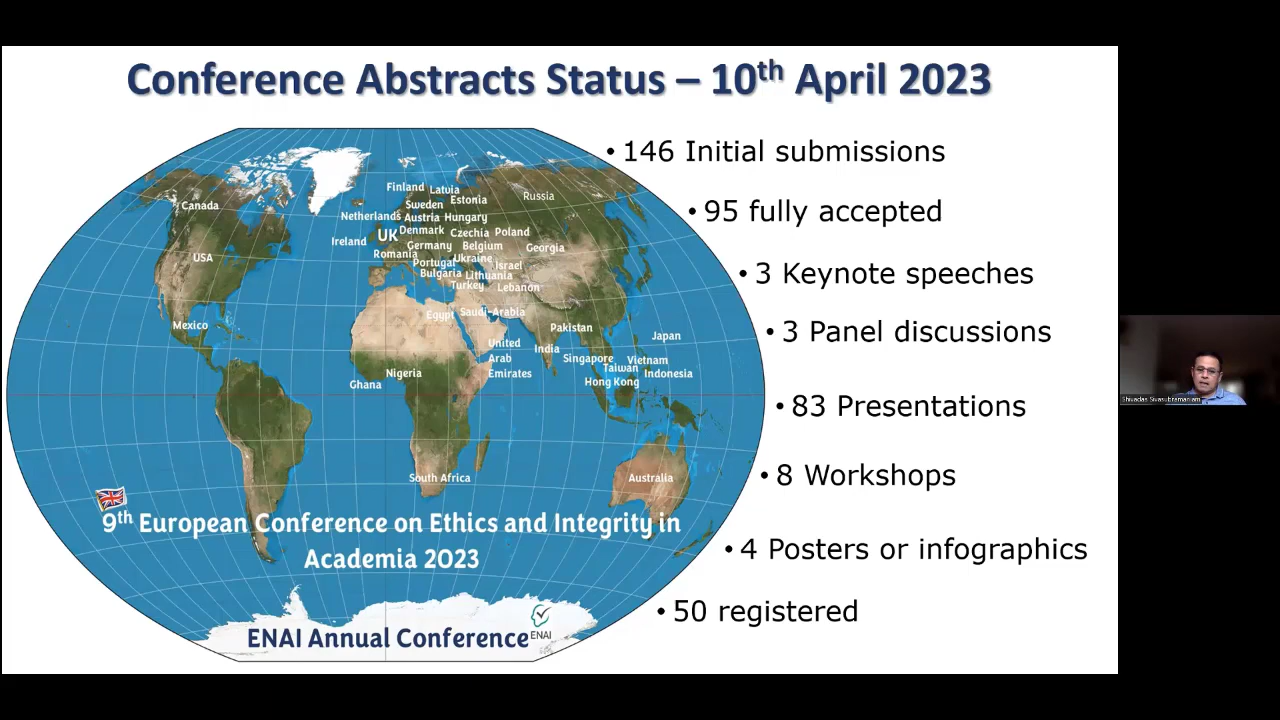 Conference Abstracts Status – 10th April 2023
• 146 Initial submissions
• 95 fully accepted
• 3 Keynote speeches
• 3 Panel discussions
• 83 Presentations
• 8 Workshops
• 4 Posters or infographics
• 50 registered
Canada
USA
Mexico
Finland
Latvia
Estonia
Russia
Sweden
Netherlands
Austria
Hungary
UK
Denmark
Czechia
Poland
Ireland
Germany
Belgium
Georgia
Romania
Portugal
Ukraine
Israel
Bulgaria
Lithuania
Turkey
Lebanon
Egypt
Saudi-Arabia
Pakistan
Japan
United
Arab
Emirates
India
Singapore
Vietnam
Taiwan
Indonesia
Hong Kong
Nigeria
Ghana
South Africa
Australia
9th European Conference on Ethics and Integrity in
Academia 2023
ENAI Annual Conference
ENAI
Shivadas Sivasubramaniam